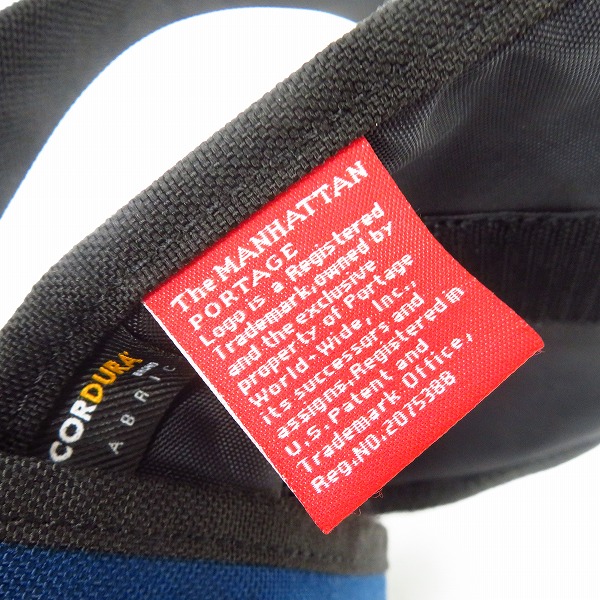 The MANHATTAN
PORTAGE
Logo is a Registered
Trademark,owned by
and the exclusive
property of Portage
World-Wide, Inc.,
its successors and
assigns.Registered in
U.S.Patent and
Trademark Office,
Reg.NO.2075388
CORDURA
FABRIC